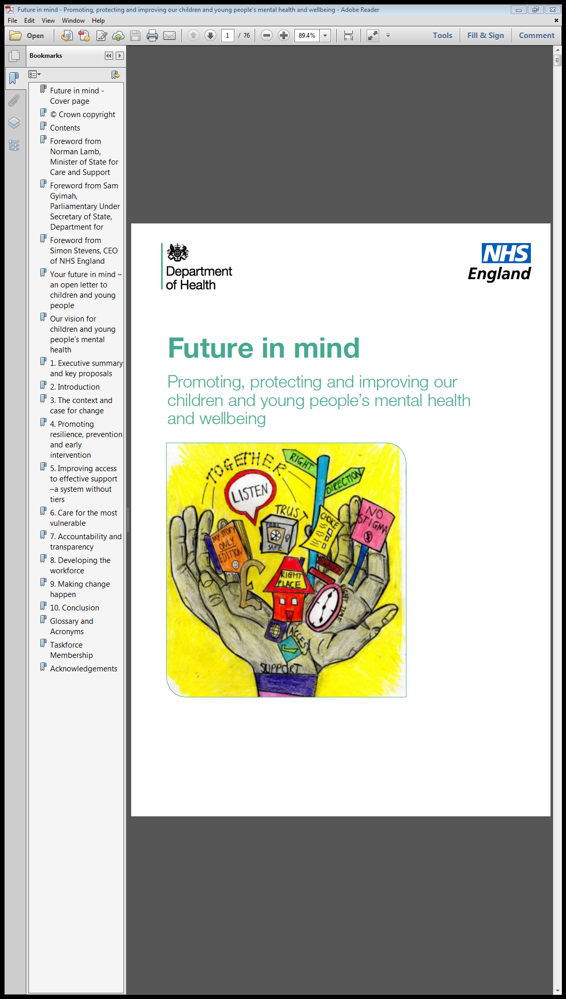 Future in mind - Promoting, protecting and improving our children and young people's mental health and wellbeing - Adobe Reader
File Edit View Window Help
Open 1 / 76 89.4% Tools Fill & Sign Comment
Bookmarks
Future in mind -
Cover page
© Crown copyright
Contents
Foreword from
Norman Lamb,
Minister of State for
Care and Support
Foreword from Sam
Gyimah,
Parliamentary Under
Secretary of State,
Department for
Foreword from
Simon Stevens, CEO
of NHS England
Your future in mind –
an open letter to
children and young
people
Our vision for
children and young
people's mental
health
1. Executive summary
and key proposals
2. Introduction
3. The context and
case for change
4. Promoting
resilience, prevention
and early
intervention
5. Improving access
to effective support
–a system without
tiers
6. Care for the most
vulnerable
7. Accountability and
transparency
8. Developing the
workforce
9. Making change
happen
10. Conclusion
Glossary and
Acronyms
Taskforce
Membership
Acknowledgements
Department
of Health
NHS
England
Future in mind
Promoting, protecting and improving our
children and young people's mental health
and wellbeing
TOGETHER
RIGHT
DIRECTION
LISTEN
TRUST
CHOICE
NO
STIGMA
MY STORY
ONLY
EDITION
FEEL
SAFE
£
RIGHT
PLACE
RIGHT TIME
ACCESS
SUPPORT